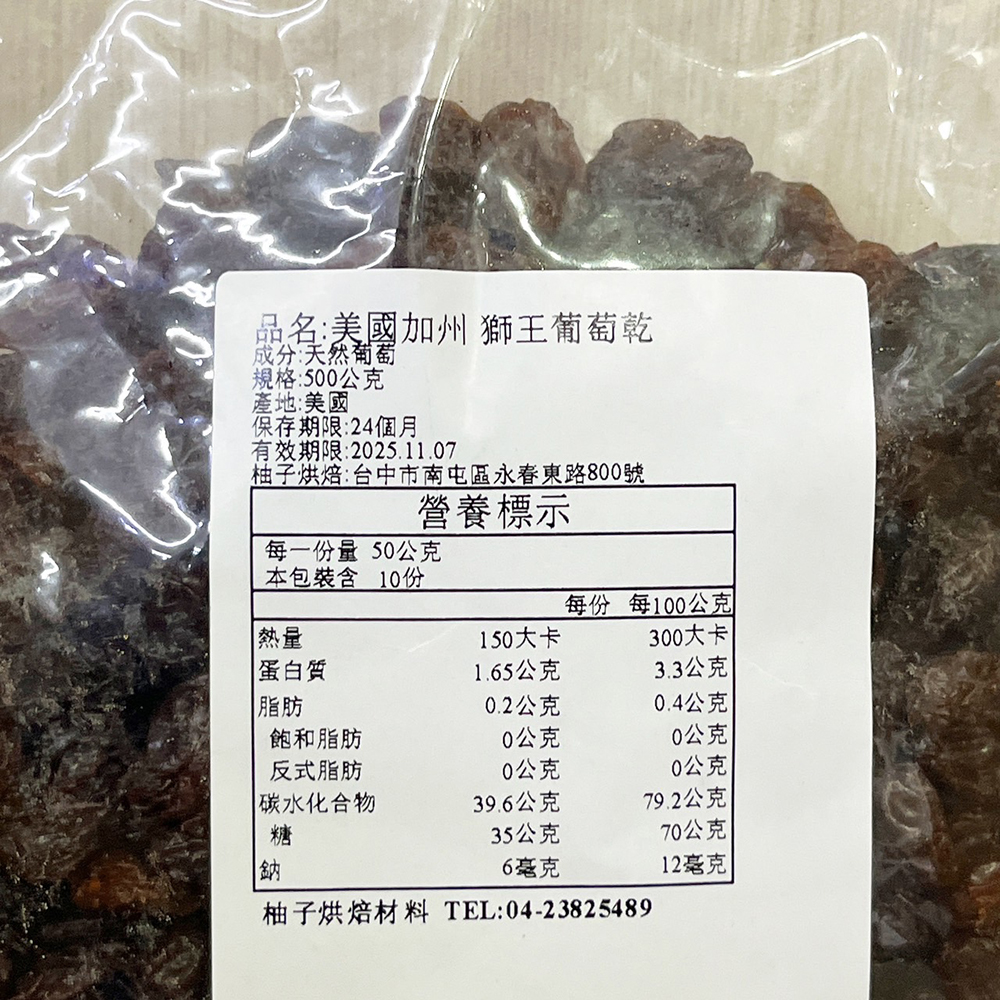 品名:美國加州 獅王葡萄乾
成分:天然葡萄
規格:500公克
產地:美國
保存期限:24個月
有效期限:2025.11.07
柚子烘焙:台中市南屯區永春東路800號
營養標示
每一份量 50公克
本包裝含 10份
每份 每100公克
熱量 150大卡 300大卡
蛋白質 1.65公克 3.3公克
脂肪 0.2公克 0.4公克
飽和脂肪 0公克 0公克
反式脂肪 0公克 0公克
碳水化合物 39.6公克 79.2公克
糖 35公克 70公克
鈉 6毫克 12毫克
柚子烘焙材料 TEL:04-23825489